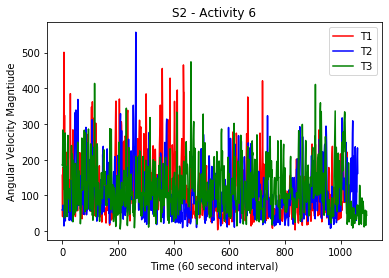 S2 - Activity 6
T1
T2
T3
Angular Velocity Magntiude
500
400
300
200
100
0
0 200 400 600 800 1000
Time (60 second interval)